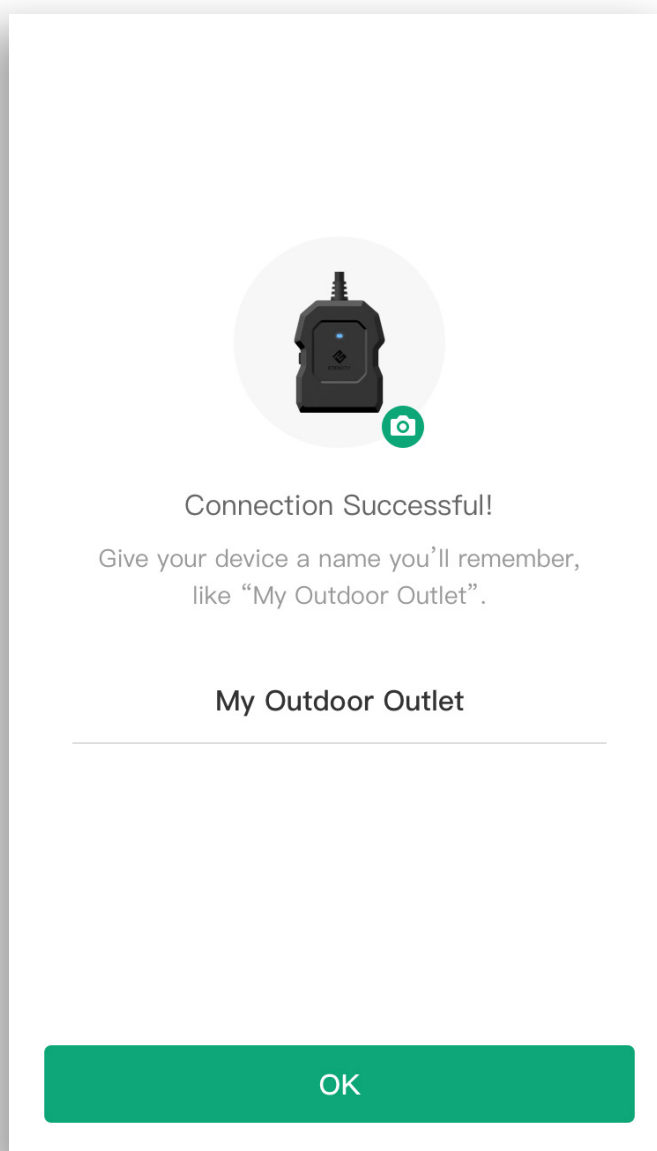 Connection Successful!
Give your device a name you’ll remember,
like “My Outdoor Outlet”.
My Outdoor Outlet
OK